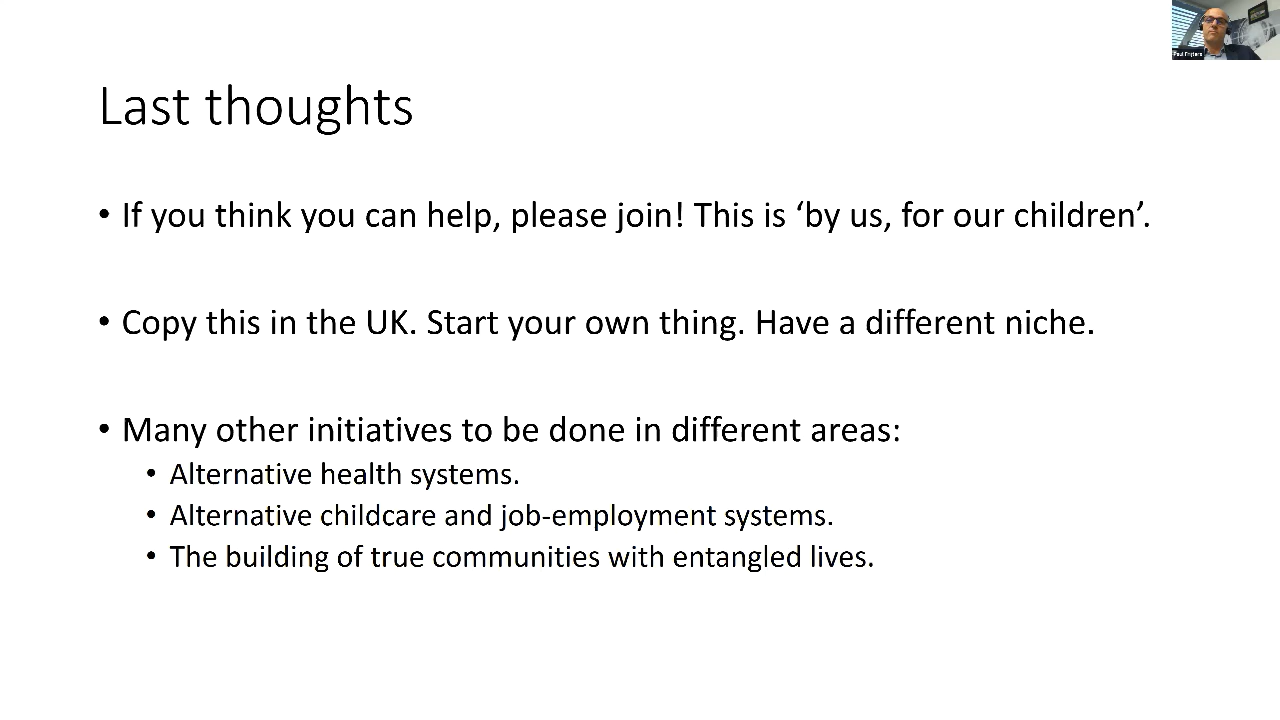 Last thoughts
• If you think you can help, please join! This is ‘by us, for our children’.
• Copy this in the UK. Start your own thing. Have a different niche.
• Many other initiatives to be done in different areas:
• Alternative health systems.
• Alternative childcare and job-employment systems.
• The building of true communities with entangled lives.
Paul Frijters